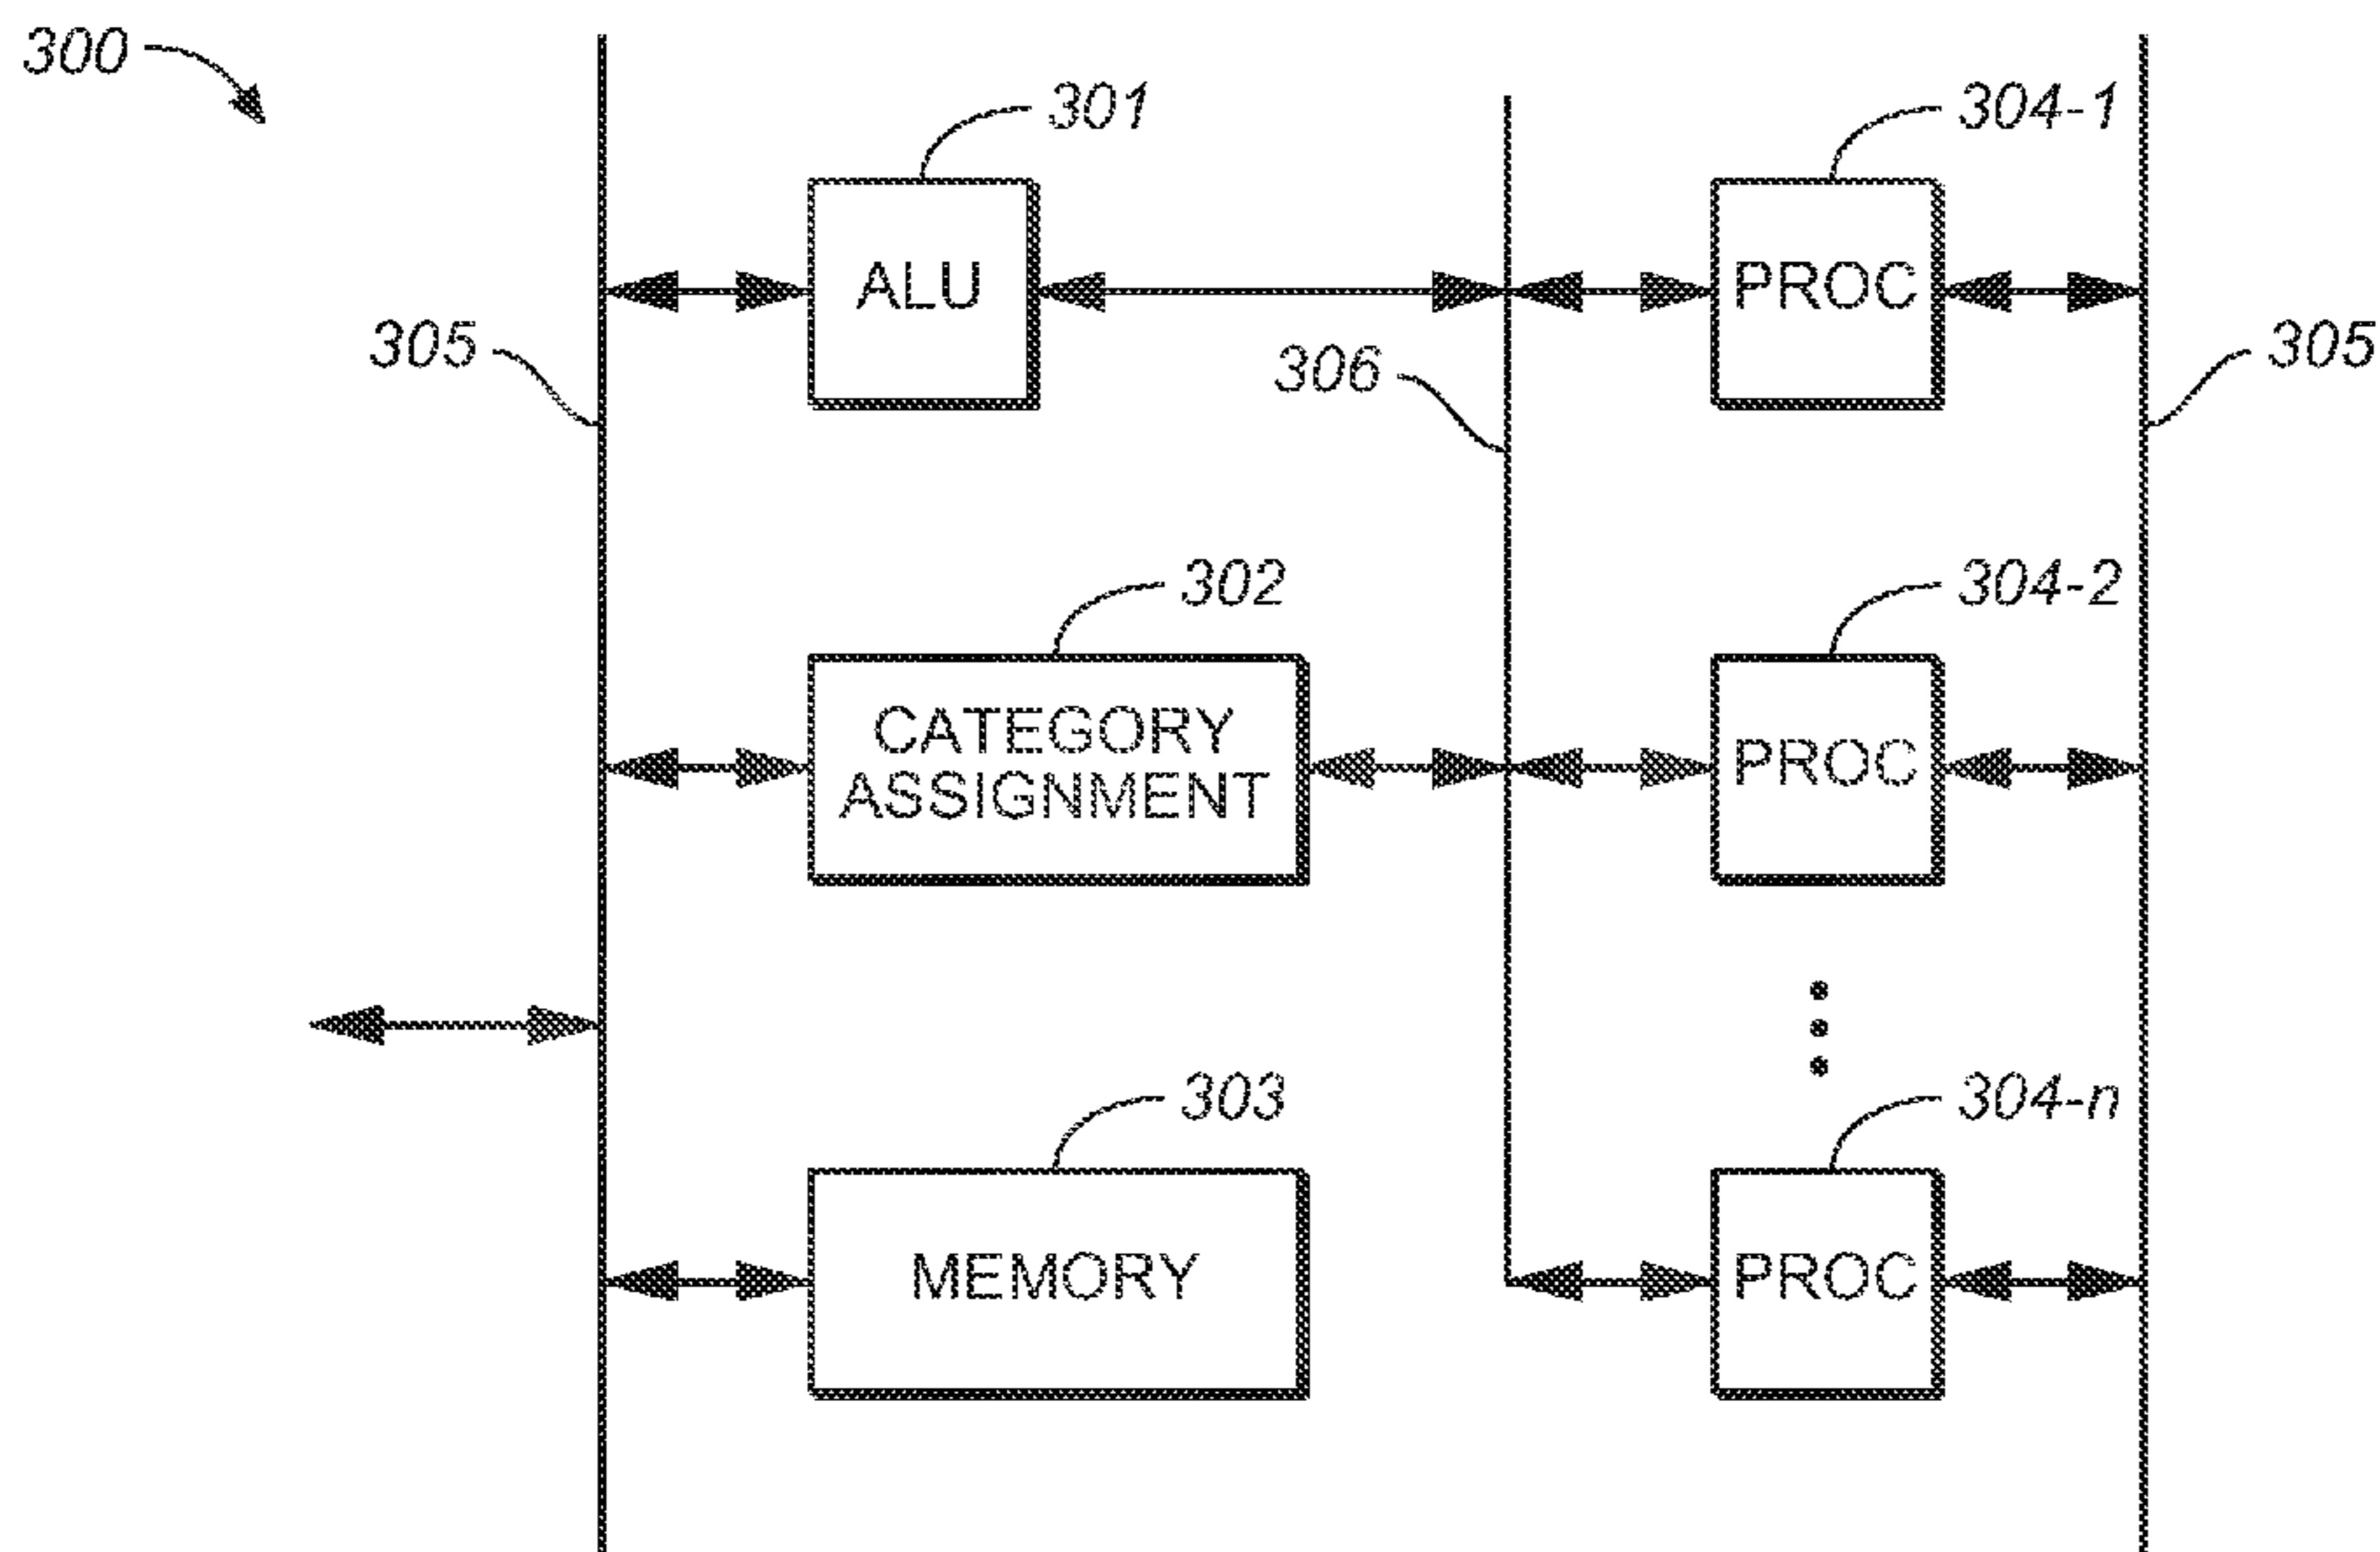 300
301
304-1
ALU
PROC
305
306
305
302
304-2
CATEGORY
ASSIGNMENT
PROC
303
304-n
MEMORY
PROC